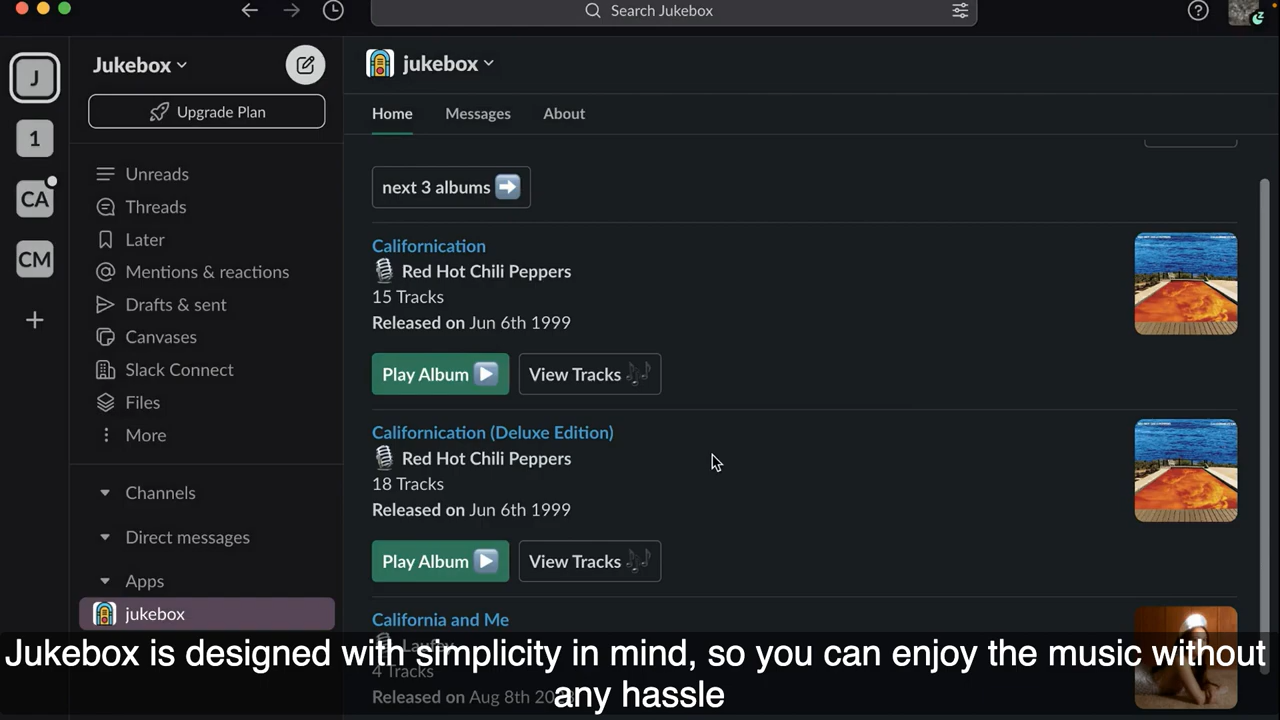 Search Jukebox
J
Jukebox
jukebox
Upgrade Plan
Home
Messages
About
1
Unreads
next 3 albums
CA
Threads
Later
Californication
CM
Mentions & reactions
Red Hot Chili Peppers
15 Tracks
Drafts & sent
Released on Jun 6th 1999
Canvases
Slack Connect
Play Album
View Tracks
Files
More
Californication (Deluxe Edition)
Red Hot Chili Peppers
18 Tracks
Channels
Released on Jun 6th 1999
Direct messages
Play Album
View Tracks
Apps
jukebox
California and Me
Jukebox is designed with simplicity in mind, so you can enjoy the music without
any hassle
4 Tracks
Released on Aug 8th